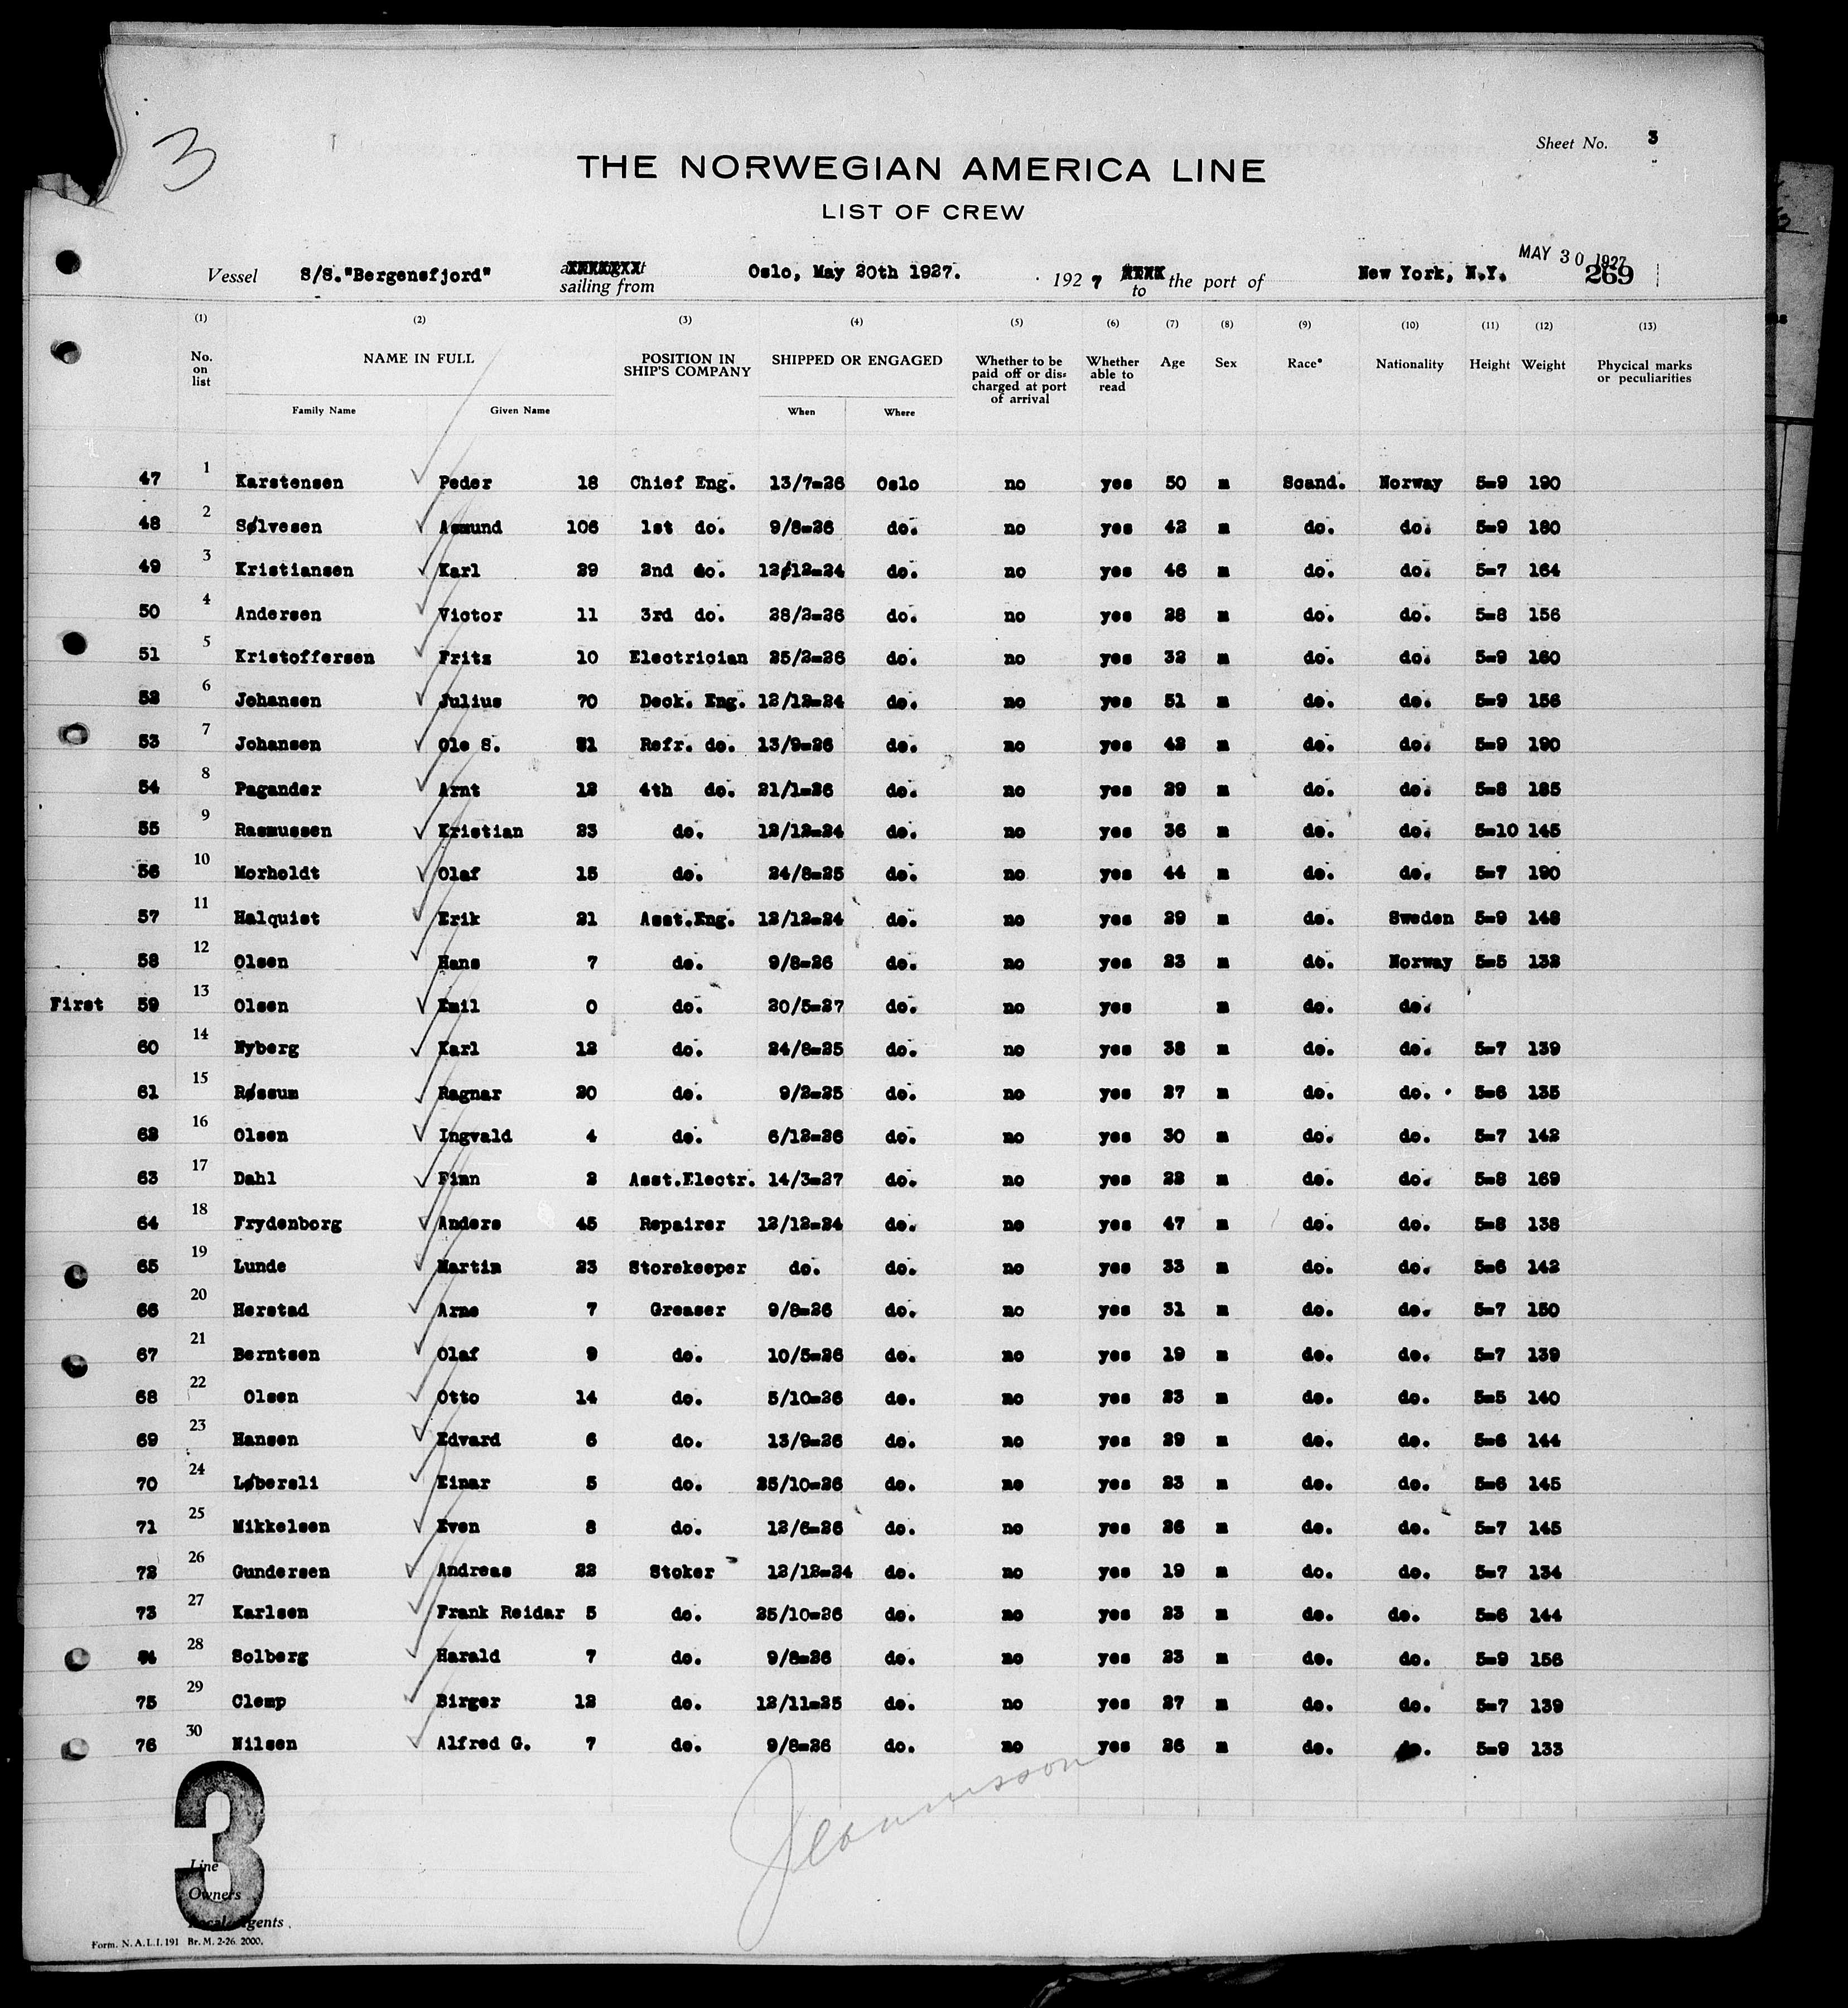 3
Sheet No. 3
THE NORWEGIAN AMERICA LINE
LIST OF CREW
MAY 30 1927
Vessel S/S."Bergensfjord" sailing from Oslo, May 20th 1927. 1927 to the port of New York, N.Y. 269
(1) (2) (3) (4) (5) (6) (7) (8) (9) (10) (11) (12) (13)
No. on list NAME IN FULL POSITION IN SHIP'S COMPANY SHIPPED OR ENGAGED Whether to be paid off or discharged at port of arrival Whether able to read Age Sex Race* Nationality Height Weight Phycical marks or peculiarities
Family Name Given Name When Where
47 1 Karstensen Peder 18 Chief Eng. 13/7=26 Oslo no yes 50 m Scand. Norway 5=9 190
48 2 Sølvesen Asmund 106 1st do. 9/8=26 do. no yes 42 m do. do. 5=9 180
49 3 Kristiansen Karl 29 2nd do. 12/12=24 do. no yes 46 m do. do. 5=7 164
50 4 Andersen Victor 11 3rd do. 28/2=26 do. no yes 28 m do. do. 5=8 156
51 5 Kristoffersen Fritz 10 Electrician 25/2=26 do. no yes 32 m do. do. 5=9 160
52 6 Johansen Julius 70 Deck. Eng. 12/12=24 do. no yes 51 m do. do. 5=9 156
53 7 Johansen Ole S. 21 Refr. do. 13/9=26 do. no yes 42 m do. do. 5=9 190
54 8 Pagander Arnt 12 4th do. 21/1=26 do. no yes 29 m do. do. 5=8 185
55 9 Rasmussen Kristian 23 do. 12/12=24 do. no yes 36 m do. do. 5=10 145
56 10 Morholdt Olaf 15 do. 24/8=25 do. no yes 44 m do. do. 5=7 190
57 11 Halquist Erik 21 Asst.Eng. 12/12=24 do. no yes 29 m do. Sweden 5=9 148
58 12 Olsen Hans 7 do. 9/8=26 do. no yes 23 m do. Norway 5=5 132
First 59 13 Olsen Emil 0 do. 20/5=27 do. no yes m do. do.
60 14 Nyberg Karl 12 do. 24/8=25 do. no yes 38 m do. do. 5=7 139
61 15 Røssum Ragnar 20 do. 9/2=25 do. no yes 27 m do. do. 5=6 135
62 16 Olsen Ingvald 4 do. 6/12=26 do. no yes 30 m do. do. 5=7 142
63 17 Dahl Finn 2 Asst.Electr. 14/3=27 do. no yes 22 m do. do. 5=8 169
64 18 Frydenborg Anders 45 Repairer 12/12=24 do. no yes 47 m do. do. 5=8 138
65 19 Lunde Martin 23 Storekeeper do. do. no yes 33 m do. do. 5=6 142
66 20 Herstad Arne 7 Greaser 9/8=26 do. no yes 31 m do. do. 5=7 150
67 21 Berntsen Olaf 9 do. 10/5=26 do. no yes 19 m do. do. 5=7 139
68 22 Olsen Otto 14 do. 5/10=26 do. no yes 23 m do. do. 5=5 140
69 23 Hansen Edvard 6 do. 13/9=26 do. no yes 29 m do. do. 5=6 144
70 24 Løbersli Einar 5 do. 25/10=26 do. no yes 23 m do. do. 5=6 145
71 25 Mikkelsen Even 8 do. 12/6=26 do. no yes 26 m do. do. 5=7 145
72 26 Gundersen Andreas 22 Stoker 12/12=24 do. no yes 19 m do. do. 5=7 134
73 27 Karlsen Frank Reidar 5 do. 25/10=26 do. no yes 23 m do. do. 5=6 144
74 28 Solberg Harald 7 do. 9/8=26 do. no yes 23 m do. do. 5=9 156
75 29 Clemp Birger 12 do. 12/11=25 do. no yes 27 m do. do. 5=7 139
76 30 Nilsen Alfred G. 7 do. 9/8=26 do. no yes 26 m do. do. 5=9 133
3
Line
Owners
Local Agents
Form. N. A. L. I. 191 Br. M. 2-26. 2000.